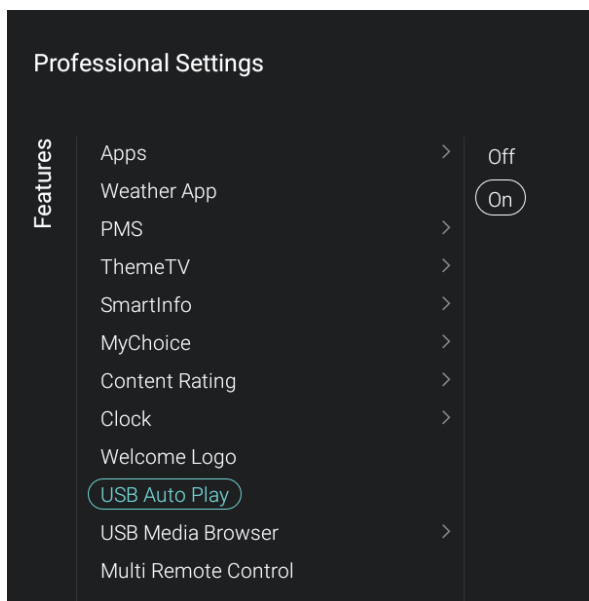 Professional Settings
Features
Apps
Weather App
PMS
ThemeTV
SmartInfo
MyChoice
Content Rating
Clock
Welcome Logo
USB Auto Play
USB Media Browser
Multi Remote Control
Off
On